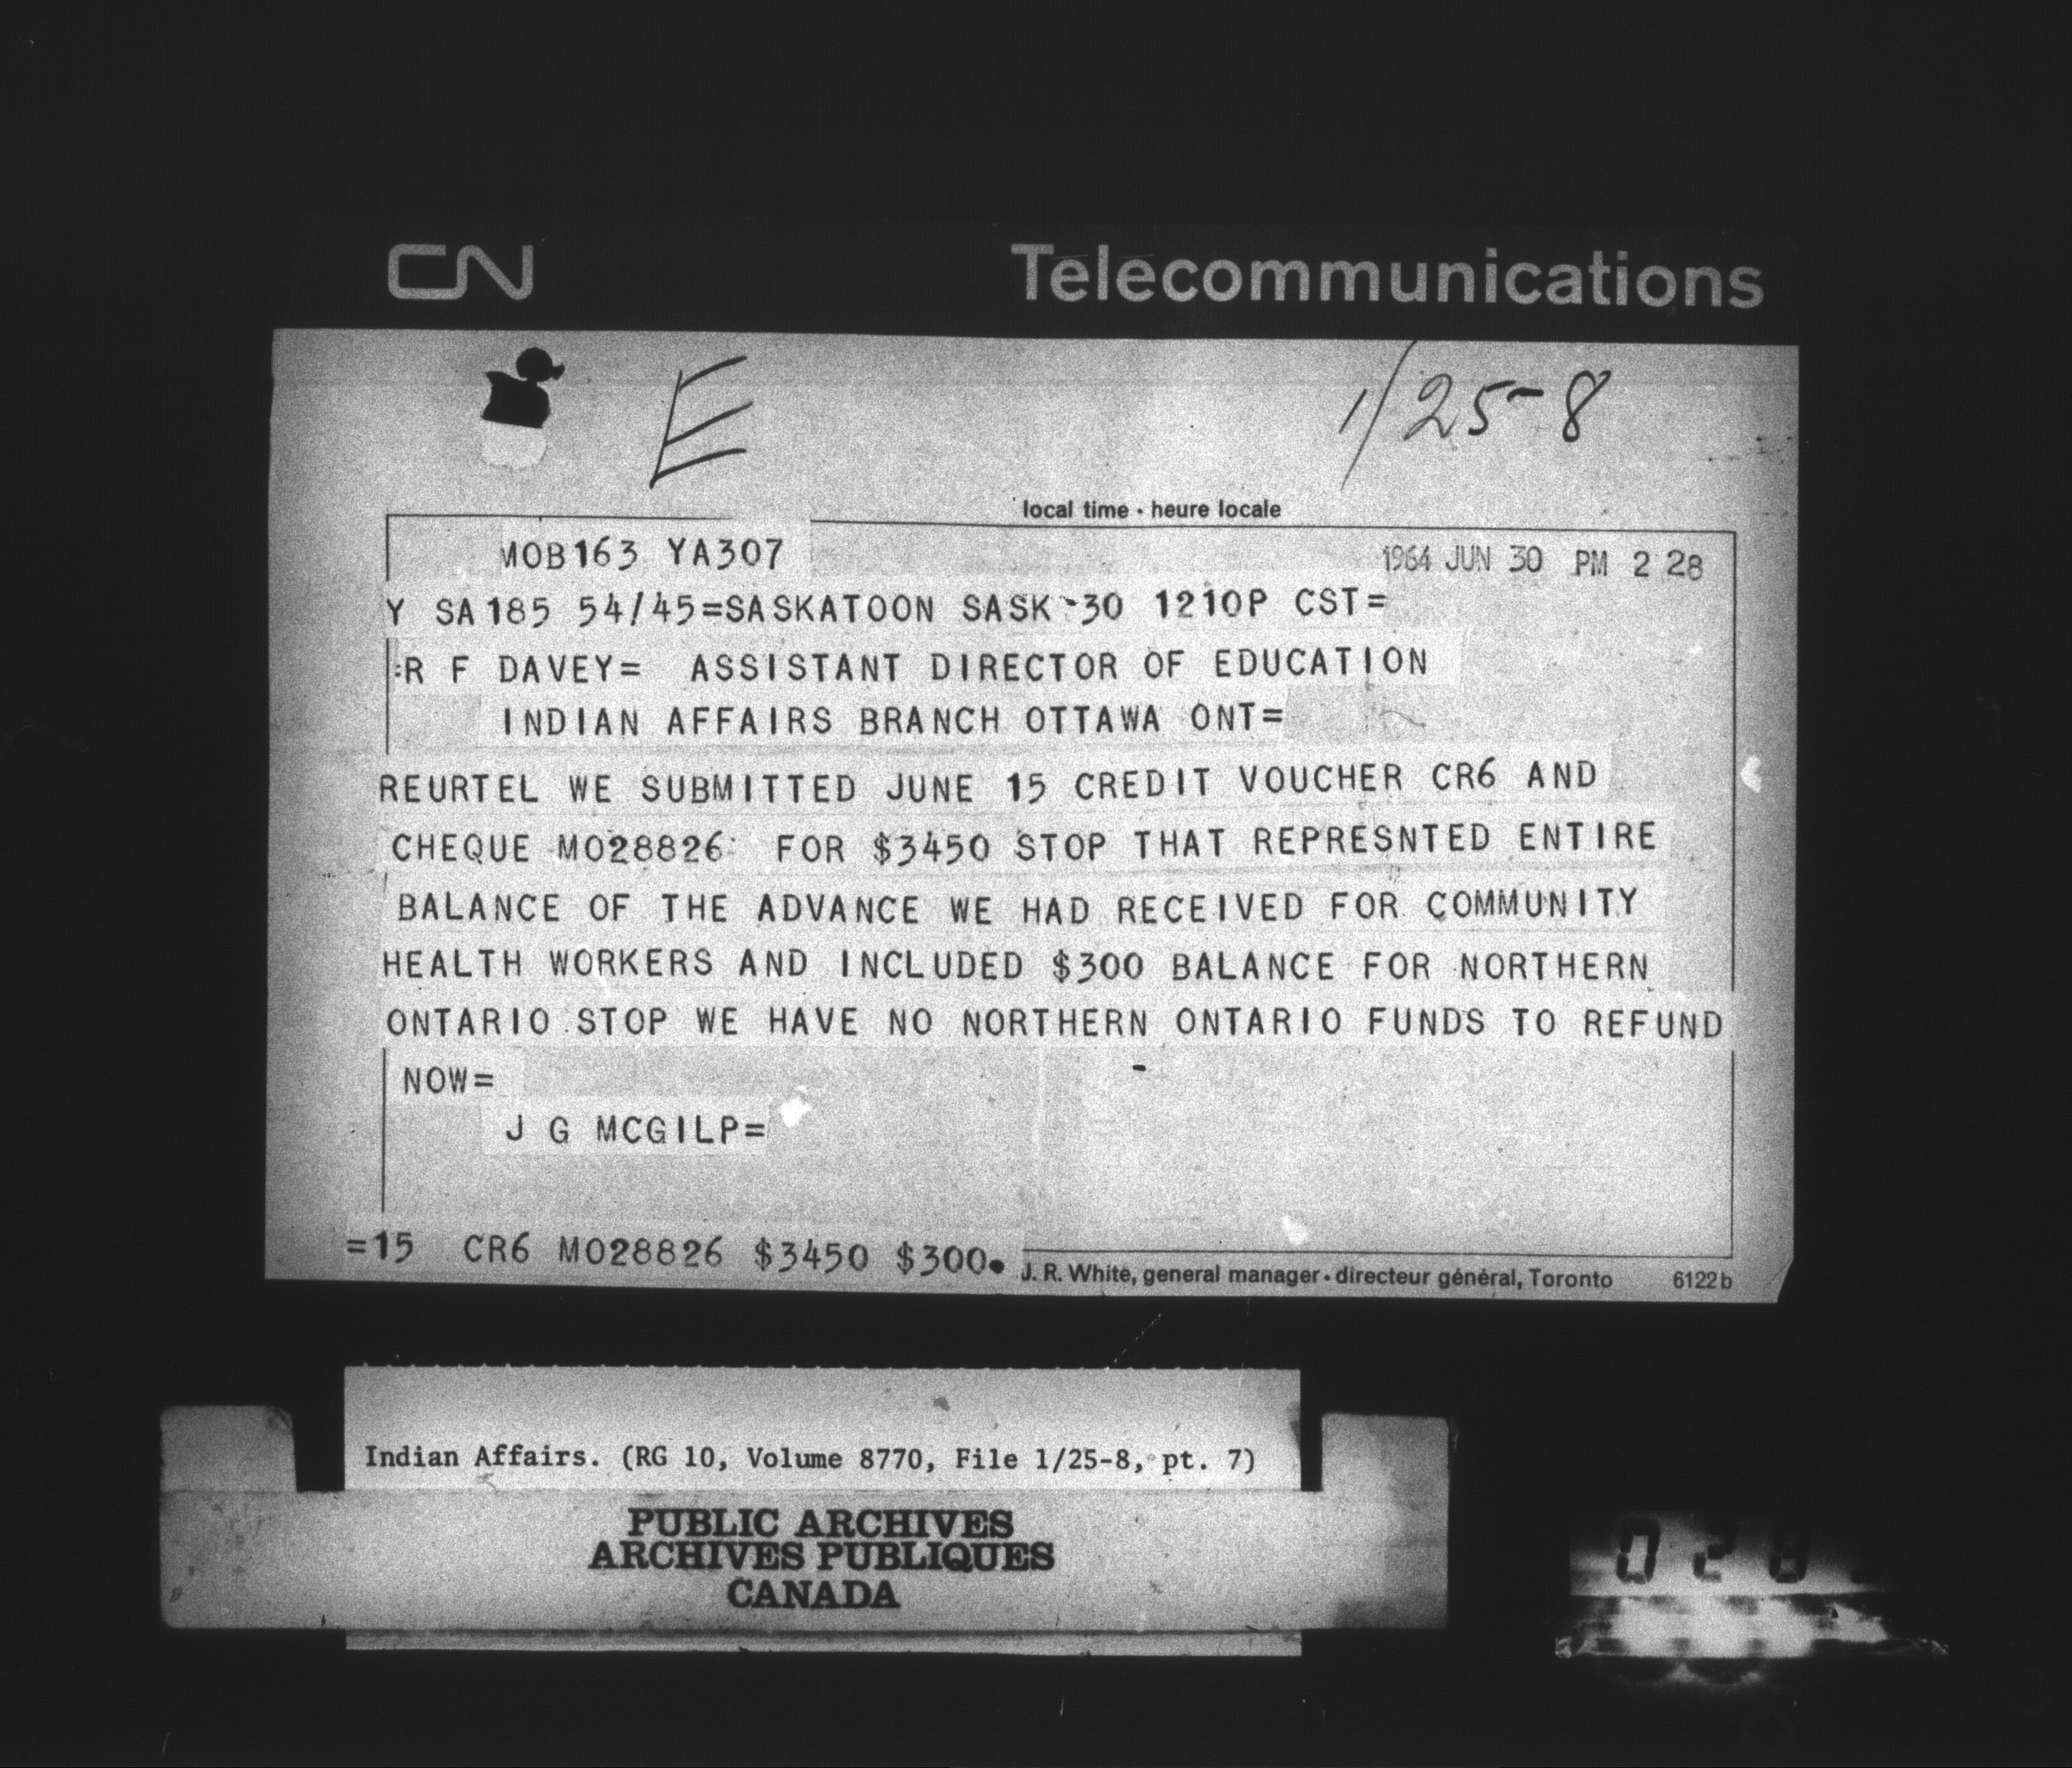 CN Telecommunications
E 1/25-8
local time · heure locale
MOB163 YA307 1964 JUN 30 PM 2 28
Y SA185 54/45=SASKATOON SASK 30 1210P CST=
:R F DAVEY= ASSISTANT DIRECTOR OF EDUCATION
INDIAN AFFAIRS BRANCH OTTAWA ONT=
REURTEL WE SUBMITTED JUNE 15 CREDIT VOUCHER CR6 AND
CHEQUE MO28826 FOR $3450 STOP THAT REPRESNTED ENTIRE
BALANCE OF THE ADVANCE WE HAD RECEIVED FOR COMMUNITY
HEALTH WORKERS AND INCLUDED $300 BALANCE FOR NORTHERN
ONTARIO STOP WE HAVE NO NORTHERN ONTARIO FUNDS TO REFUND
NOW=
J G MCGILP=
=15 CR6 MO28826 $3450 $300.
J. R. White, general manager · directeur général, Toronto 6122b
Indian Affairs. (RG 10, Volume 8770, File 1/25-8, pt. 7)
PUBLIC ARCHIVES
ARCHIVES PUBLIQUES
CANADA